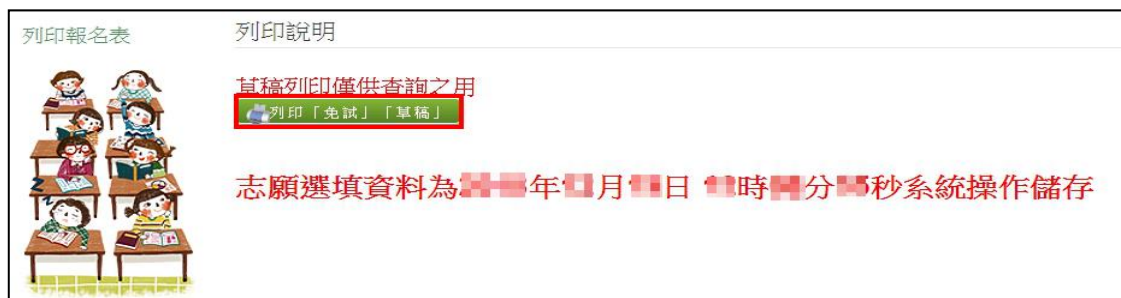 列印報名表
列印說明
草稿列印僅供查詢之用
列印「免試」「草稿」
志願選填資料為年月日 時分秒系統操作儲存